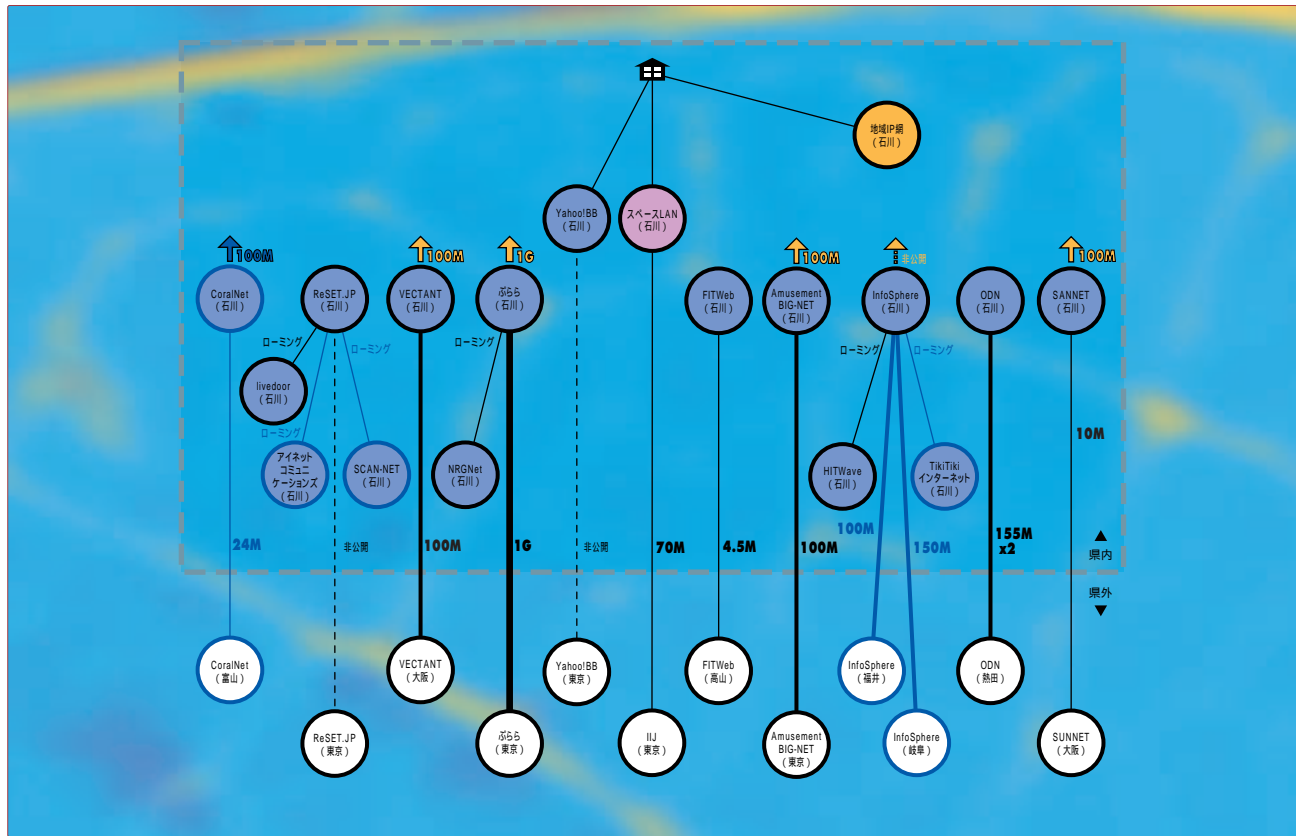 地域IP網
(石川)
Yahoo!BB
(石川)
スペースLAN
(石川)
100M
100M
1G
100M
非公開
100M
CoralNet
(石川)
ReSET.JP
(石川)
VECTANT
(石川)
ぷらら
(石川)
FITWeb
(石川)
Amusement
BIG-NET
(石川)
InfoSphere
(石川)
ODN
(石川)
SANNET
(石川)
ローミング
ローミング
ローミング
ローミング
ローミング
livedoor
(石川)
ローミング
アイネット
コミュニ
ケーションズ
(石川)
SCAN-NET
(石川)
NRGNet
(石川)
HITWave
(石川)
TikiTiki
インターネット
(石川)
10M
24M
非公開
100M
1G
非公開
70M
4.5M
100M
100M
150M
155M
x2
▲
県内
県外
▼
CoralNet
(富山)
ReSET.JP
(東京)
VECTANT
(大阪)
ぷらら
(東京)
Yahoo!BB
(東京)
IIJ
(東京)
FITWeb
(高山)
Amusement
BIG-NET
(東京)
InfoSphere
(福井)
InfoSphere
(岐阜)
ODN
(熱田)
SUNNET
(大阪)